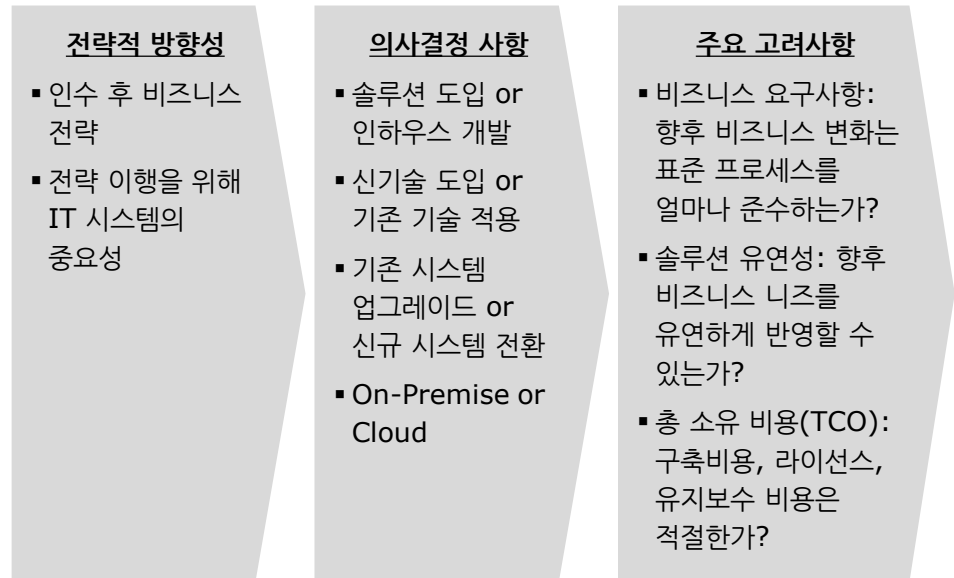 전략적 방향성
▪ 인수 후 비즈니스
전략
▪ 전략 이행을 위해
IT 시스템의
중요성
의사결정 사항
▪ 솔루션 도입 or
인하우스 개발
▪ 신기술 도입 or
기존 기술 적용
▪ 기존 시스템
업그레이드 or
신규 시스템 전환
▪ On-Premise or
Cloud
주요 고려사항
▪ 비즈니스 요구사항:
향후 비즈니스 변화는
표준 프로세스를
얼마나 준수하는가?
▪ 솔루션 유연성: 향후
비즈니스 니즈를
유연하게 반영할 수
있는가?
▪ 총 소유 비용(TCO):
구축비용, 라이선스,
유지보수 비용은
적절한가?